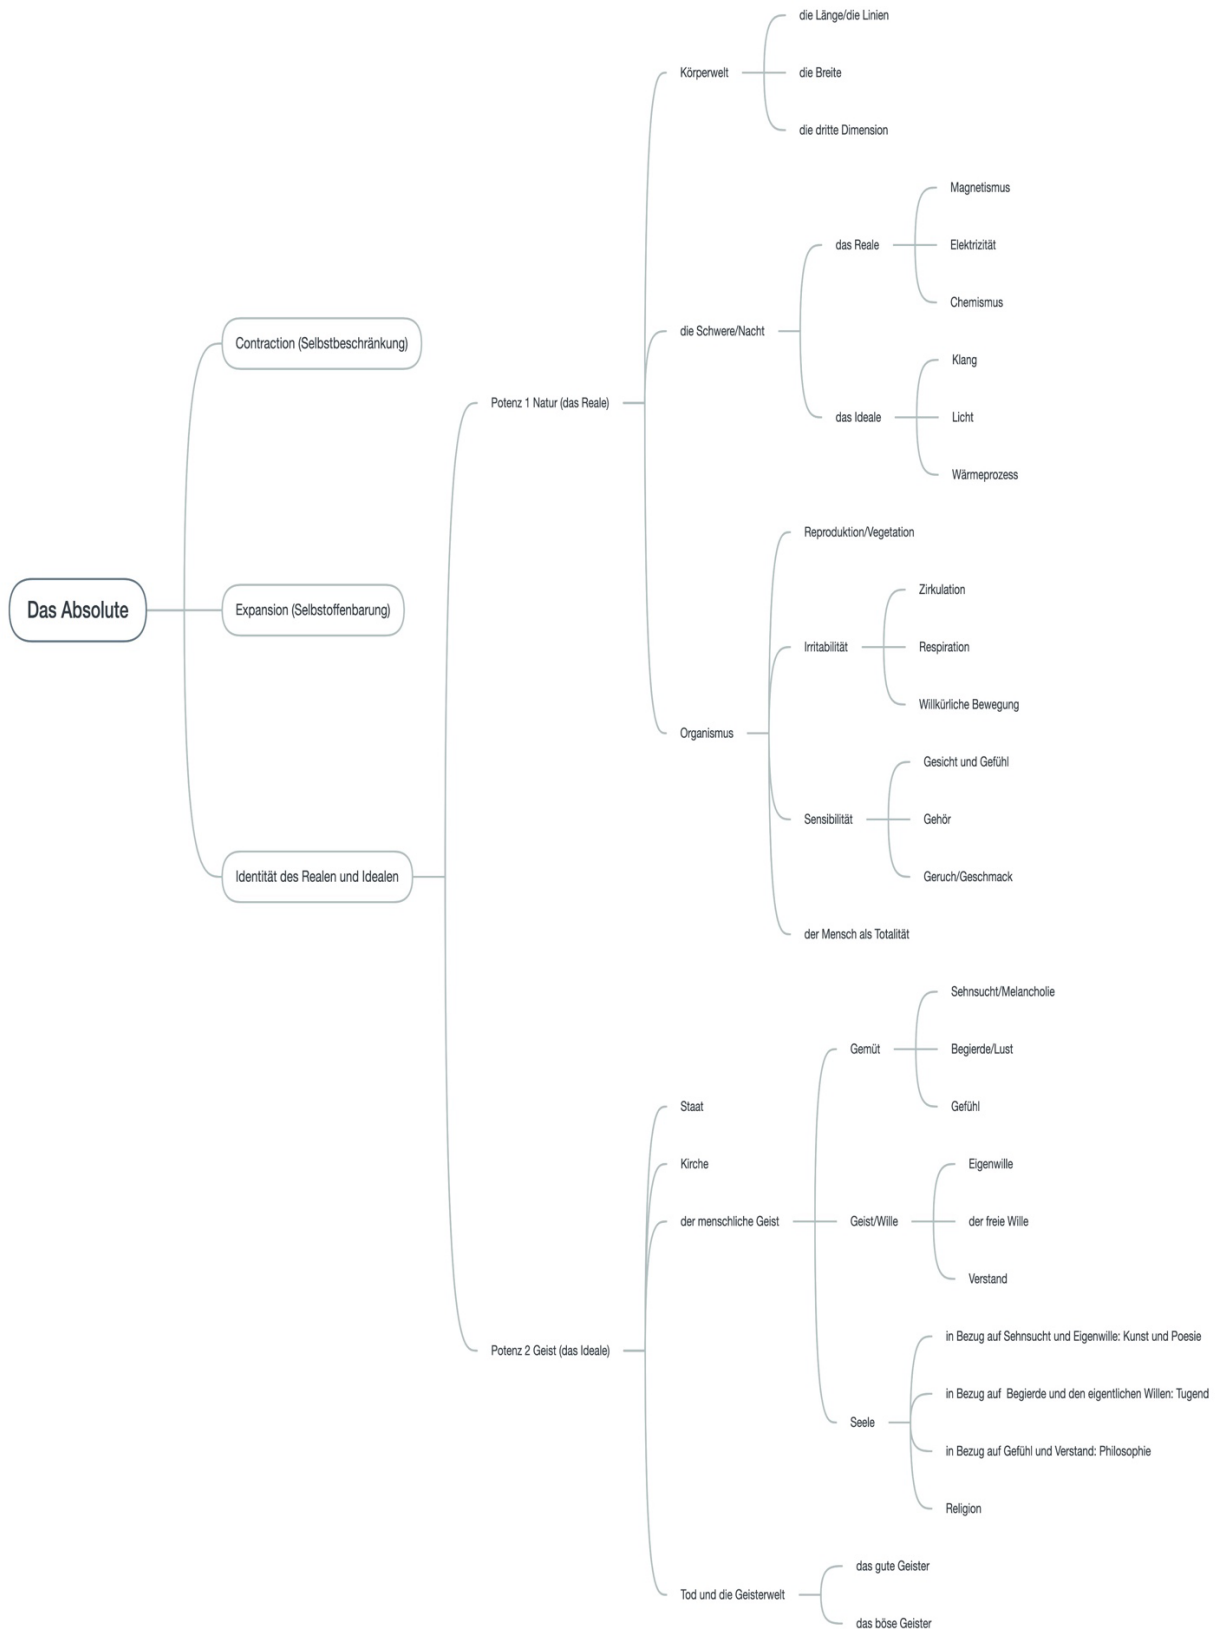 Das Absolute
Contraction (Selbstbeschränkung)
Expansion (Selbstoffenbarung)
Identität des Realen und Idealen
Potenz 1 Natur (das Reale)
Körperwelt
die Länge/die Linien
die Breite
die dritte Dimension
die Schwere/Nacht
das Reale
Magnetismus
Elektrizität
Chemismus
das Ideale
Klang
Licht
Wärmeprozess
Organismus
Reproduktion/Vegetation
Irritabilität
Zirkulation
Respiration
Willkürliche Bewegung
Sensibilität
Gesicht und Gefühl
Gehör
Geruch/Geschmack
der Mensch als Totalität
Potenz 2 Geist (das Ideale)
Staat
Kirche
der menschliche Geist
Gemüt
Sehnsucht/Melancholie
Begierde/Lust
Gefühl
Geist/Wille
Eigenwille
der freie Wille
Verstand
Seele
in Bezug auf Sehnsucht und Eigenwille: Kunst und Poesie
in Bezug auf  Begierde und den eigentlichen Willen: Tugend
in Bezug auf Gefühl und Verstand: Philosophie
Religion
Tod und die Geisterwelt
das gute Geister
das böse Geister